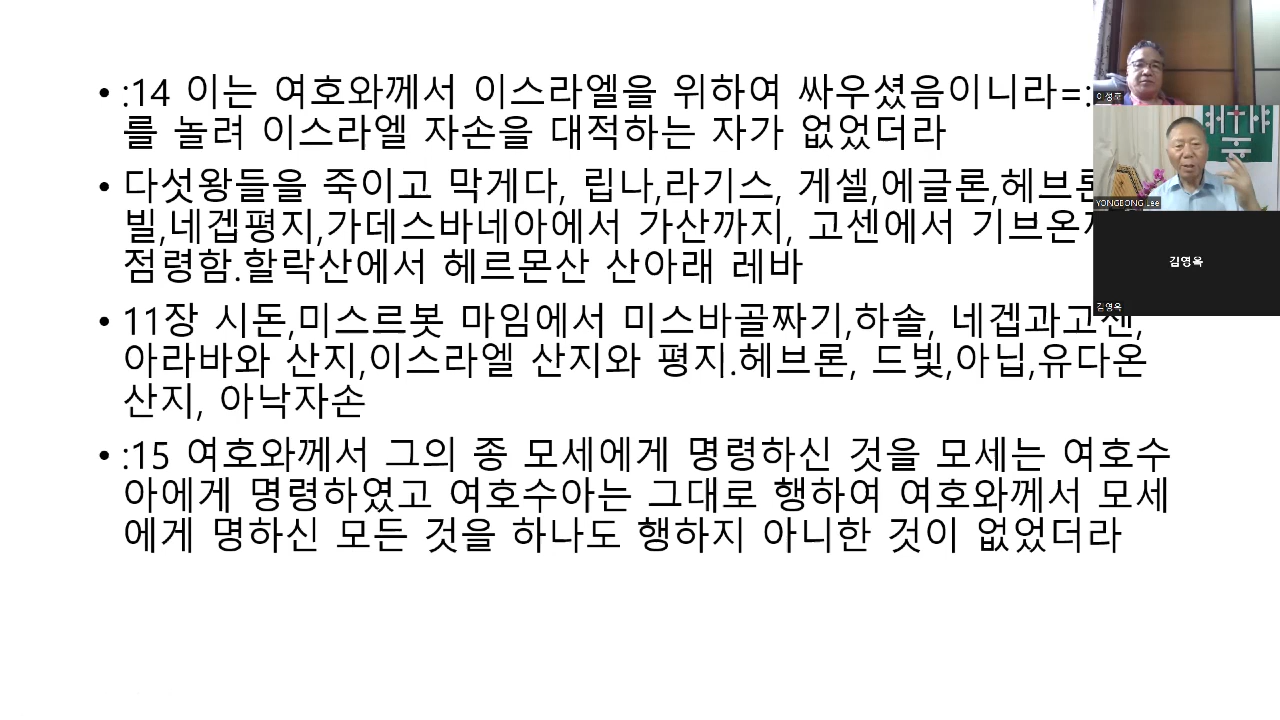 • :14 이는 여호와께서 이스라엘을 위하여 싸우셨음이니라=:
를 놀려 이스라엘 자손을 대적하는 자가 없었더라
• 다섯왕들을 죽이고 막게다, 립나,라기스, 게셀,에글론,헤브론
빌,네겝평지,가데스바네아에서 가산까지, 고센에서 기브온
점령함.할락산에서 헤르몬산 산아래 레바
• 11장 시돈,미스르봇 마임에서 미스바골짜기,하솔, 네겝과고센,
아라바와 산지,이스라엘 산지와 평지.헤브론, 드빛,아닙,유다온
산지, 아낙자손
• :15 여호와께서 그의 종 모세에게 명령하신 것을 모세는 여호수
아에게 명령하였고 여호수아는 그대로 행하여 여호와께서 모세
에게 명하신 모든 것을 하나도 행하지 아니한 것이 없었더라
YONGBONG Lee
김영옥
김영옥